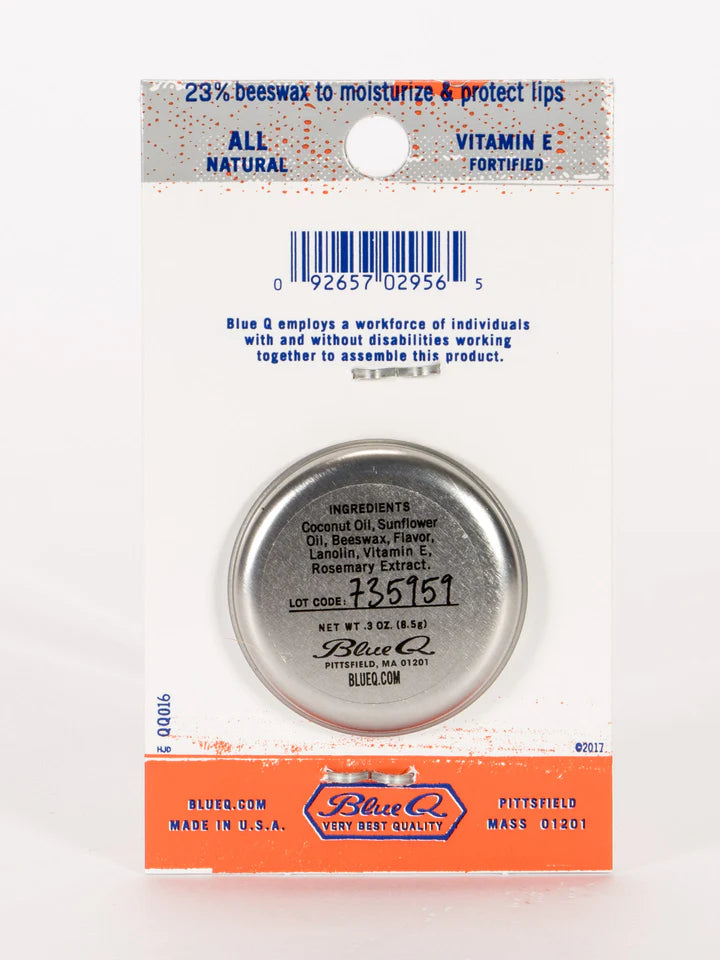 23% beeswax to moisturize & protect lips
ALL
NATURAL
VITAMIN E
FORTIFIED
0 92657 02956 5
Blue Q employs a workforce of individuals
with and without disabilities working
together to assemble this product.
INGREDIENTS
Coconut Oil, Sunflower
Oil, Beeswax, Flavor,
Lanolin, Vitamin E,
Rosemary Extract.
LOT CODE: 735959
NET WT .3 OZ. (8.5g)
Blue Q
PITTSFIELD, MA 01201
BLUEQ.COM
QQ016
HJD
©2017
BLUEQ.COM
MADE IN U.S.A.
Blue Q
VERY BEST QUALITY
PITTSFIELD
MASS 01201